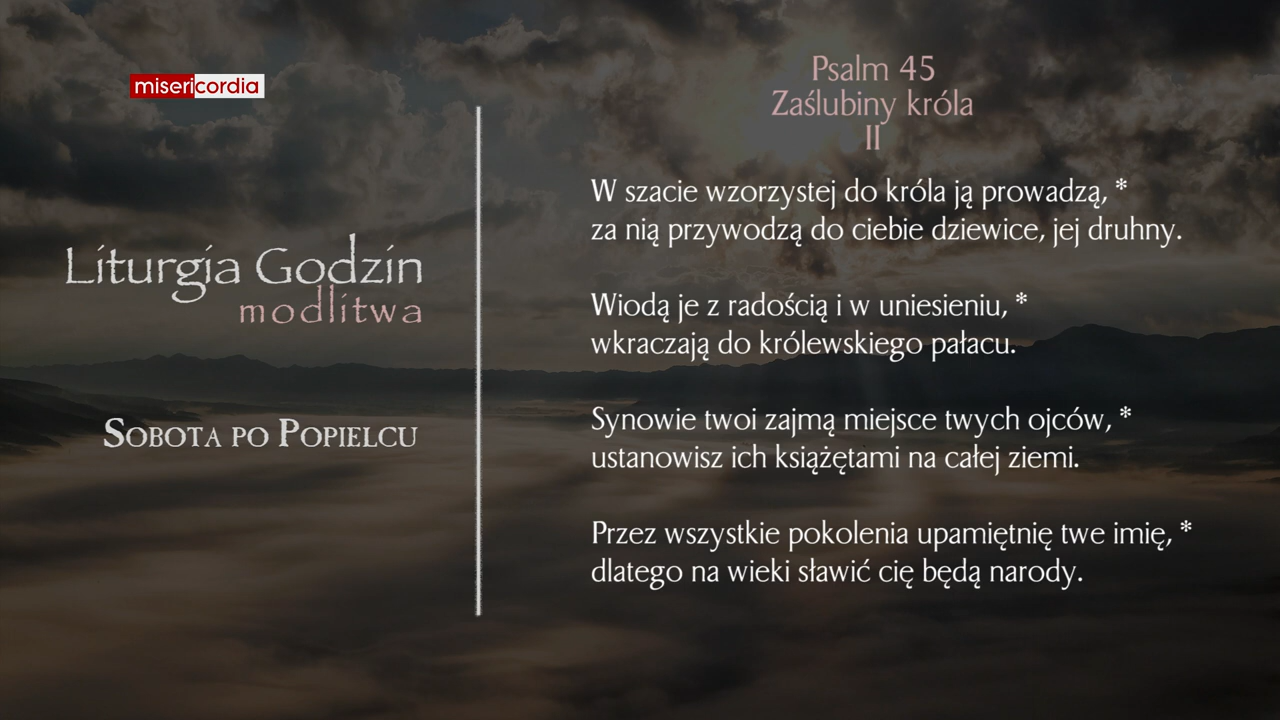 misericordia
Liturgia Godzin
modlitwa
Sobota po Popielcu
Psalm 45
Zaślubiny króla
II
W szacie wzorzystej do króla ją prowadzą, *
za nią przywodzą do ciebie dziewice, jej druhny.
Wiodą je z radością i w uniesieniu, *
wkraczają do królewskiego pałacu.
Synowie twoi zajmą miejsce twych ojców, *
ustanowisz ich książętami na całej ziemi.
Przez wszystkie pokolenia upamiętnię twe imię, *
dlatego na wieki sławić cię będą narody.